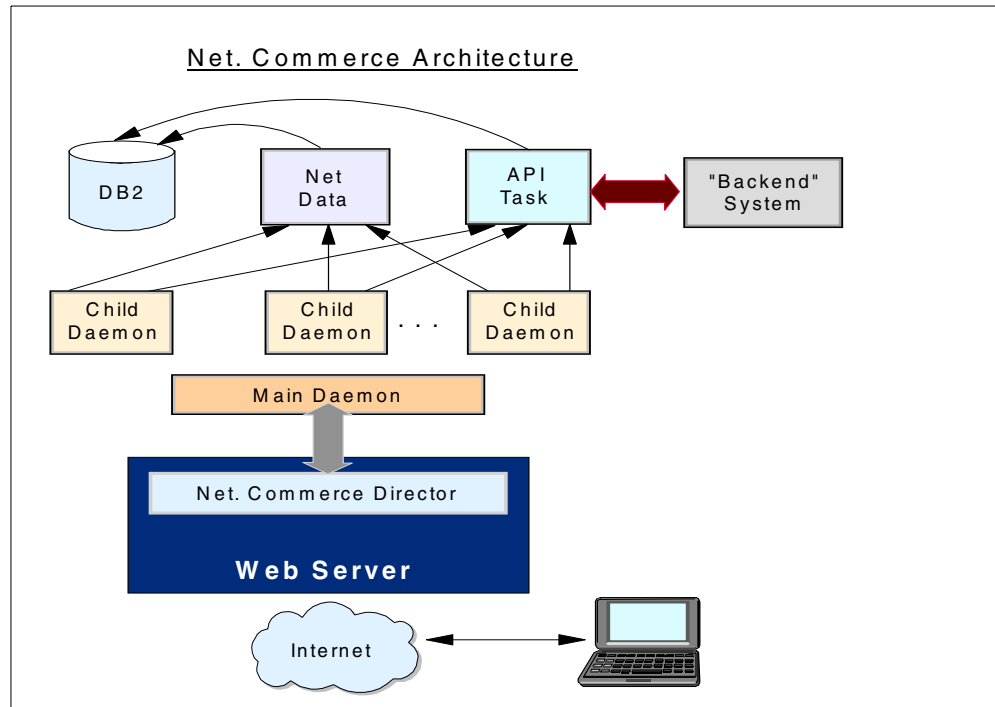 Net. Commerce Architecture
DB2
Net
Data
API
Task
"Backend"
System
Child
Daemon
Child
Daemon
. . .
Child
Daemon
Main Daemon
Net. Commerce Director
Web Server
Internet